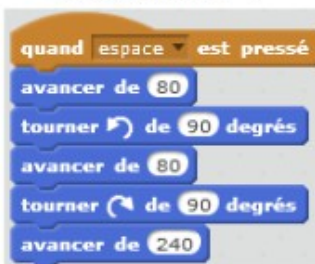 quand espace est pressé
avancer de 80
tourner ↶ de 90 degrés
avancer de 80
tourner ↷ de 90 degrés
avancer de 240